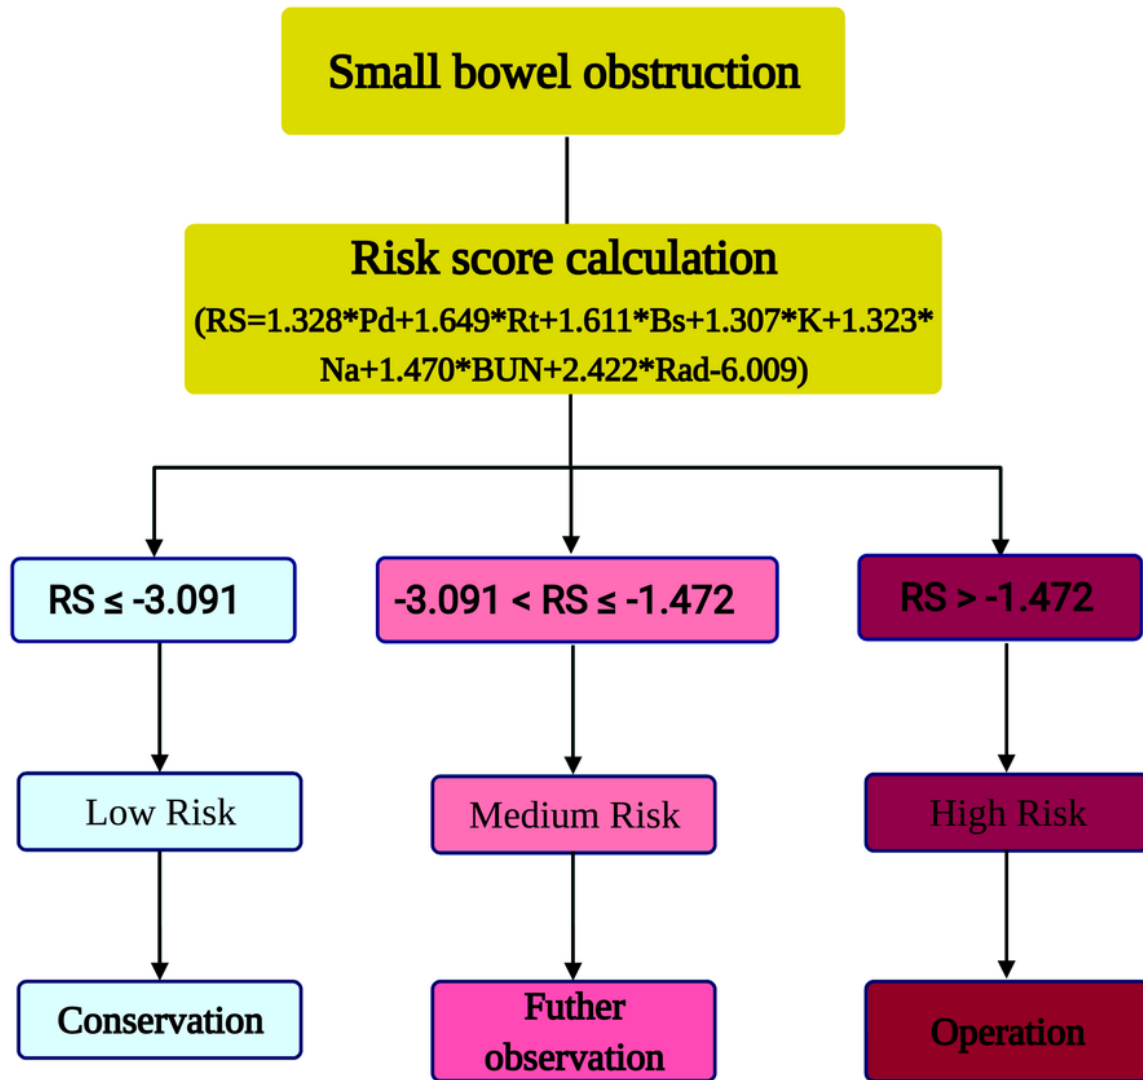 Small bowel obstruction
Risk score calculation
(RS=1.328*Pd+1.649*Rt+1.611*Bs+1.307*K+1.323*
Na+1.470*BUN+2.422*Rad-6.009)
RS ≤ -3.091
-3.091 < RS ≤ -1.472
RS > -1.472
Low Risk
Medium Risk
High Risk
Conservation
Futher
observation
Operation